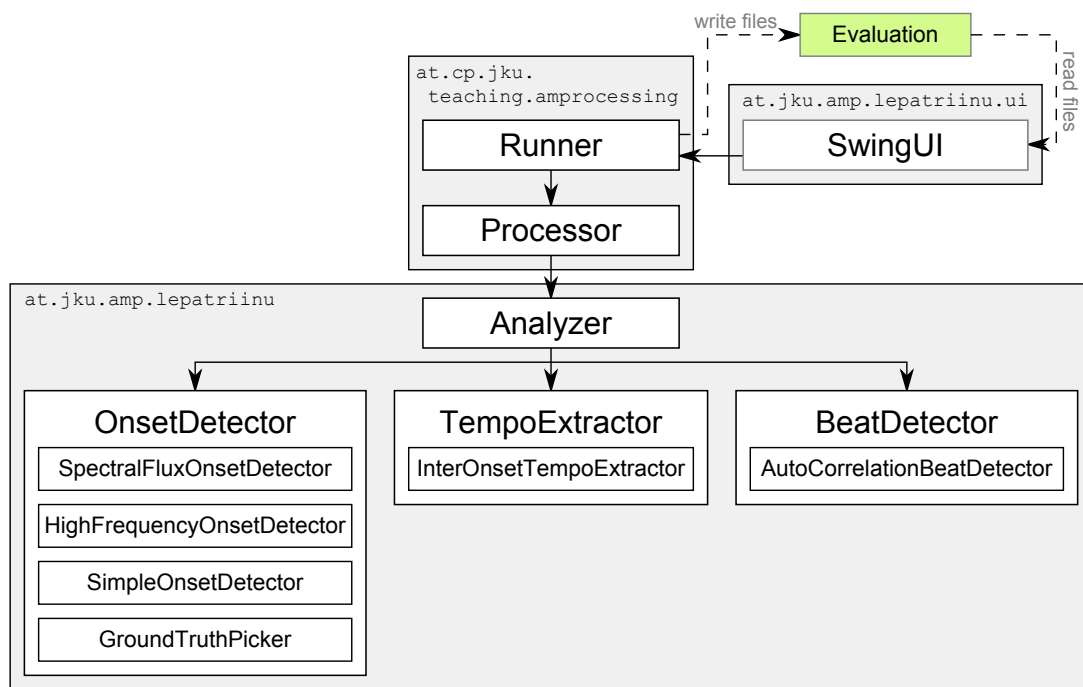 write files
Evaluation
read files
at.cp.jku.
teaching.amprocessing
at.jku.amp.lepatriinu.ui
Runner
SwingUI
Processor
at.jku.amp.lepatriinu
Analyzer
OnsetDetector
SpectralFluxOnsetDetector
HighFrequencyOnsetDetector
SimpleOnsetDetector
GroundTruthPicker
TempoExtractor
InterOnsetTempoExtractor
BeatDetector
AutoCorrelationBeatDetector